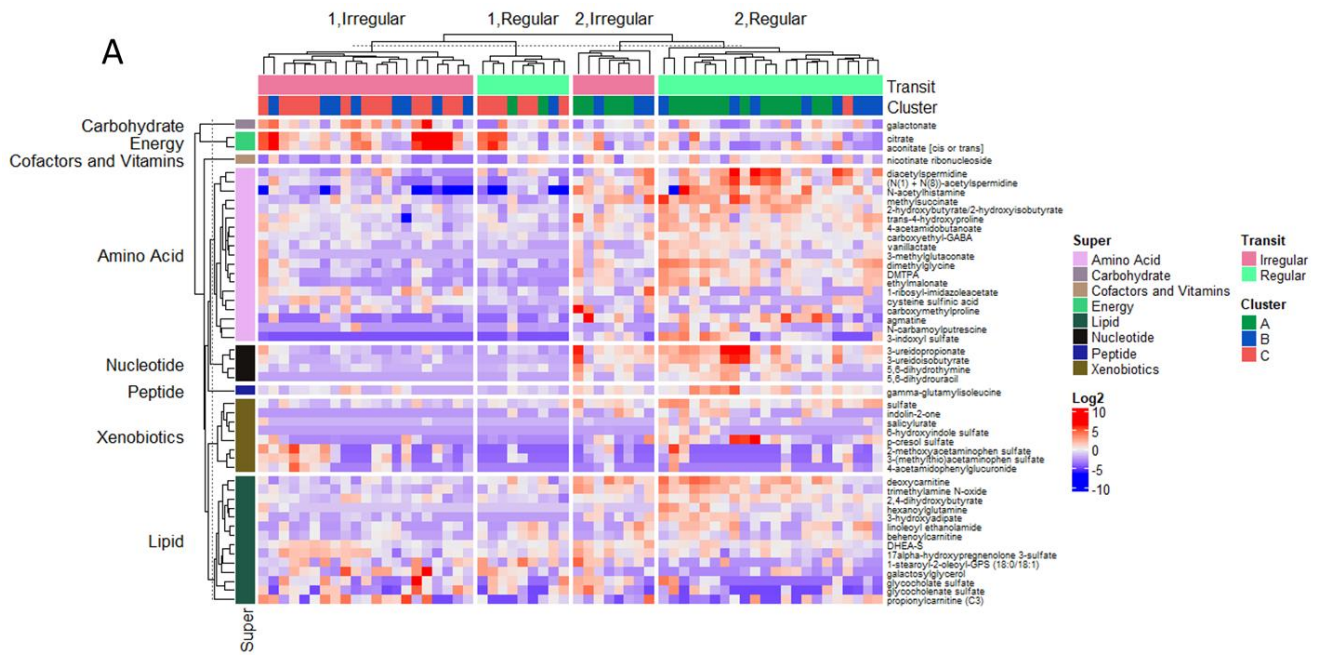 1,Irregular 1,Regular 2,Irregular 2,Regular
A
Transit
Cluster
Carbohydrate
Energy
Cofactors and Vitamins
Amino Acid
Nucleotide
Peptide
Xenobiotics
Lipid
Super
galactonate
citrate
aconitate [cis or trans]
nicotinate ribonucleoside
diacetylspermidine
(N(1) + N(8))-acetylspermidine
N-acetylhistamine
methylsuccinate
2-hydroxybutyrate/2-hydroxyisobutyrate
trans-4-hydroxyproline
4-acetamidobutanoate
carboxyethyl-GABA
vanillactate
3-methylglutaconate
dimethylglycine
DMTPA
ethylmalonate
1-ribosyl-imidazoleacetate
cysteine sulfinic acid
carboxymethylproline
agmatine
N-carbamoylputrescine
3-indoxyl sulfate
3-ureidopropionate
3-ureidoisobutyrate
5,6-dihydrothymine
5,6-dihydrouracil
gamma-glutamylisoleucine
sulfate
indolin-2-one
salicylurate
6-hydroxyindole sulfate
p-cresol sulfate
2-methoxyacetaminophen sulfate
3-(methylthio)acetaminophen sulfate
4-acetamidophenylglucuronide
deoxycarnitine
trimethylamine N-oxide
2,4-dihydroxybutyrate
hexanoylglutamine
3-hydroxyadipate
linoleoyl ethanolamide
behenoylcarnitine
DHEA-S
17alpha-hydroxypregnenolone 3-sulfate
1-stearoyl-2-oleoyl-GPS (18:0/18:1)
galactosylglycerol
glycocholate sulfate
glycocholenate sulfate
propionylcarnitine (C3)
Super
Amino Acid
Carbohydrate
Cofactors and Vitamins
Energy
Lipid
Nucleotide
Peptide
Xenobiotics
Transit
Irregular
Regular
Cluster
A
B
C
Log2
10
5
0
-5
-10